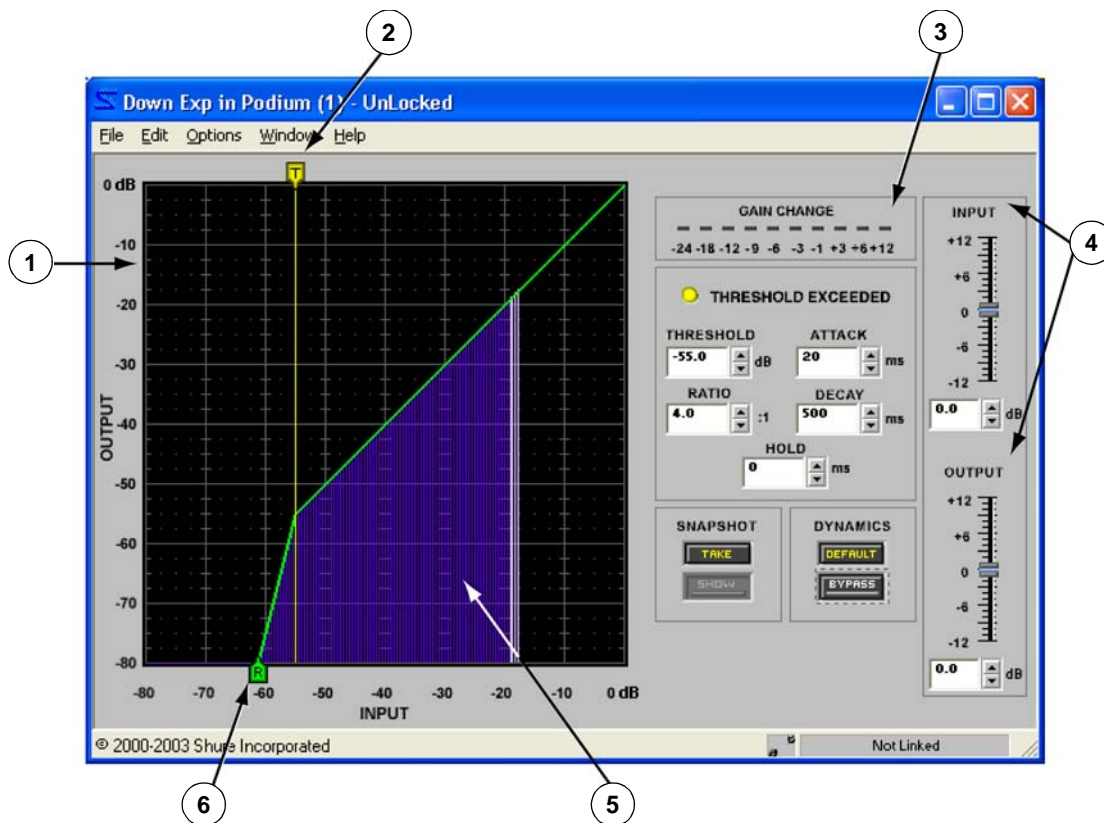 2
3
Down Exp in Podium (1) - UnLocked
File Edit Options Window Help
T
0 dB
-10
-20
-30
-40
-50
-60
-70
-80
OUTPUT
1
R
-80 -70 -60 -50 -40 -30 -20 -10 0 dB
INPUT
GAIN CHANGE
-24 -18 -12 -9 -6 -3 -1 +3 +6 +12
THRESHOLD EXCEEDED
THRESHOLD ATTACK
-55.0 dB 20 ms
RATIO DECAY
4.0 :1 500 ms
HOLD
0 ms
SNAPSHOT
TAKE
SHOW
DYNAMICS
DEFAULT
BYPASS
INPUT
+12
+6
0
-6
-12
0.0 dB
4
OUTPUT
+12
+6
0
-6
-12
0.0 dB
© 2000-2003 Shure Incorporated
Not Linked
6
5